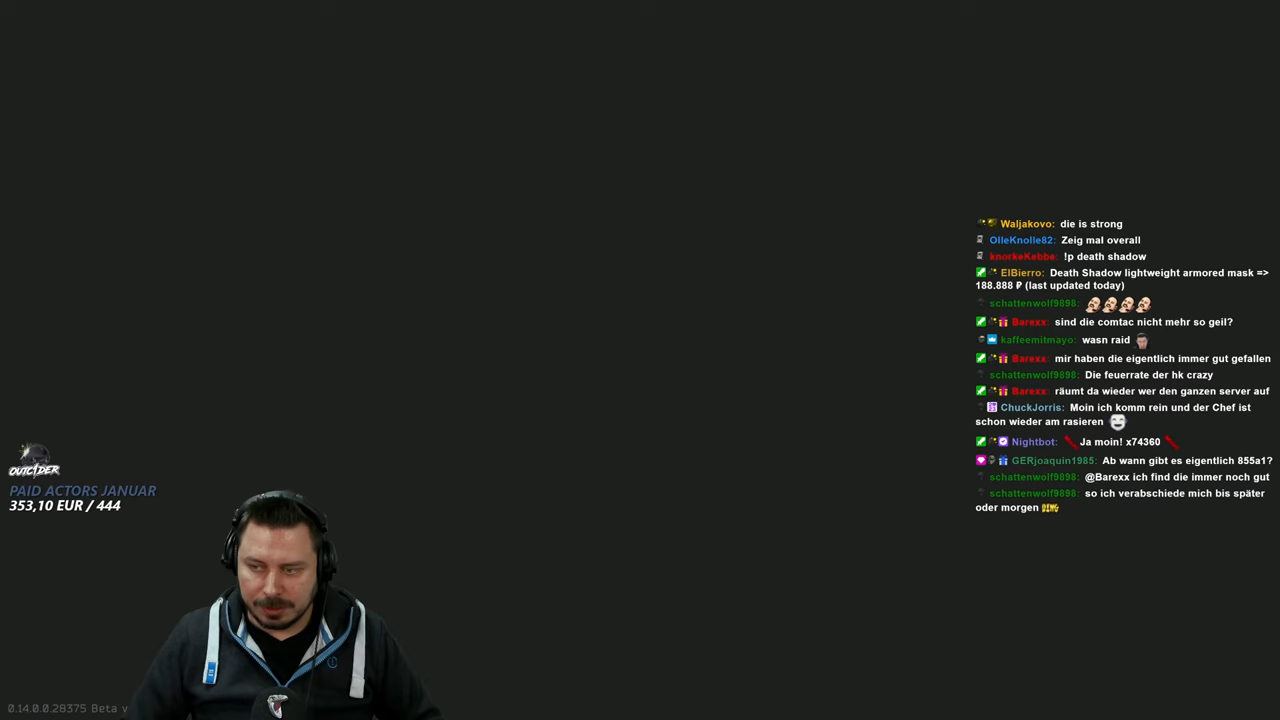 Waljakovo: die is strong
OlleKnolle82: Zeig mal overall
knorkeKebbe: !p death shadow
ElBierro: Death Shadow lightweight armored mask =>
188.888 ₽ (last updated today)
schattenwolf9898:
Barexx: sind die comtac nicht mehr so geil?
kaffeemitmayo: wasn raid
Barexx: mir haben die eigentlich immer gut gefallen
schattenwolf9898: Die feuerrate der hk crazy
Barexx: räumt da wieder wer den ganzen server auf
ChuckJorris: Moin ich komm rein und der Chef ist
schon wieder am rasieren
Nightbot: Ja moin! x74360
GERjoaquin1985: Ab wann gibt es eigentlich 855a1?
schattenwolf9898: @Barexx ich find die immer noch gut
schattenwolf9898: so ich verabschiede mich bis später
oder morgen
OUTC!DER
PAID ACTORS JANUAR
353,10 EUR / 444
0.14.0.0.28375 Beta v